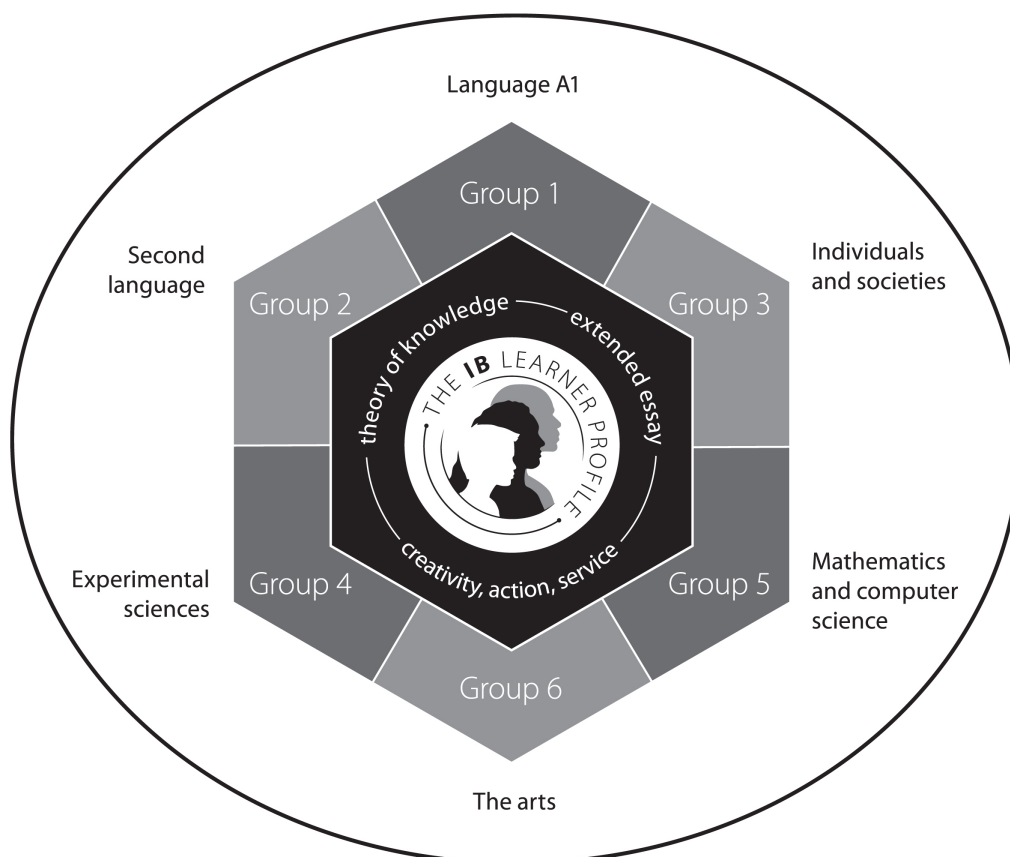 Language A1
Group 1
Second
language
Group 2
Individuals
and societies
Group 3
theory of knowledge
extended essay
THE IB LEARNER PROFILE
creativity, action, service
Experimental
sciences
Group 4
Mathematics
and computer
science
Group 5
Group 6
The arts